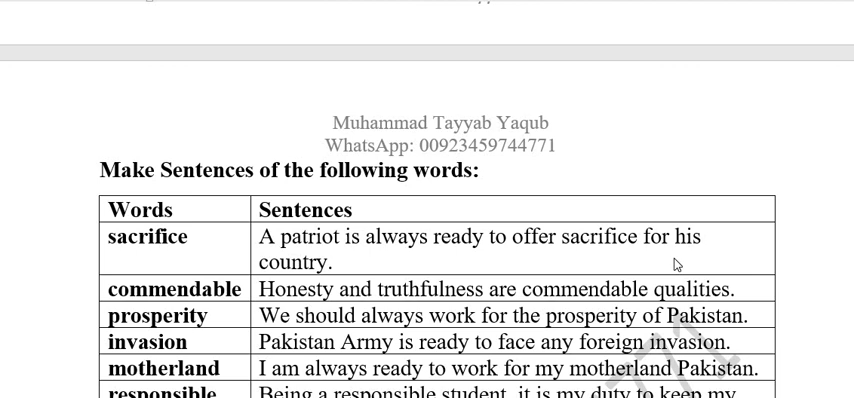 Muhammad Tayyab Yaqub
WhatsApp: 00923459744771
Make Sentences of the following words:
Words Sentences
sacrifice A patriot is always ready to offer sacrifice for his
country.
commendable Honesty and truthfulness are commendable qualities.
prosperity We should always work for the prosperity of Pakistan.
invasion Pakistan Army is ready to face any foreign invasion.
motherland I am always ready to work for my motherland Pakistan.
responsible Being a responsible student, it is my duty to keep my
771